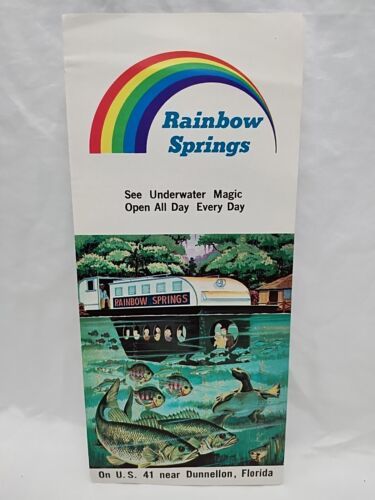 Rainbow
Springs
See Underwater Magic
Open All Day Every Day
RAINBOW SPRINGS
On U.S. 41 near Dunnellon, Florida